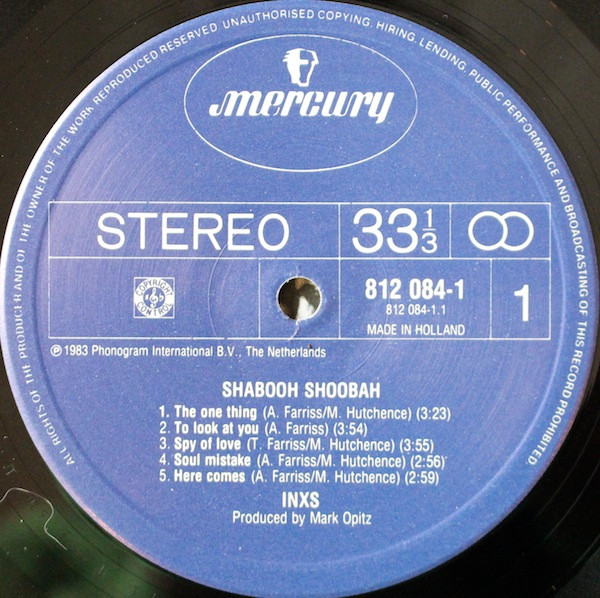 ALL RIGHTS OF THE PRODUCER AND OF THE OWNER OF THE WORK REPRODUCED RESERVED. UNAUTHORISED COPYING, HIRING, LENDING, PUBLIC PERFORMANCE AND BROADCASTING OF THIS RECORD PROHIBITED.
mercury
STEREO 33 1/3
812 084-1
812 084-1.1
MADE IN HOLLAND
1
COPYRIGHT CONTROL
℗ 1983 Phonogram International B.V., The Netherlands
SHABOOH SHOOBAH
1. The one thing (A. Farriss/M. Hutchence) (3:23)
2. To look at you (A. Farriss) (3:54)
3. Spy of love (T. Farriss/M. Hutchence) (3:55)
4. Soul mistake (A. Farriss/M. Hutchence) (2:56)
5. Here comes (A. Farriss/M. Hutchence) (2:59)
INXS
Produced by Mark Opitz